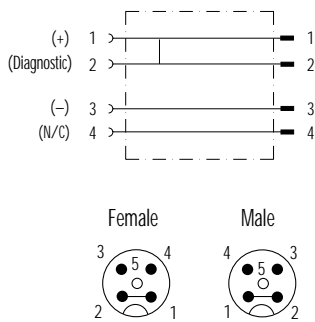 (+) 1 1
(Diagnostic) 2 2
(–) 3 3
(N/C) 4 4
Female Male
3 5 4 4 5 3
2 1 1 2